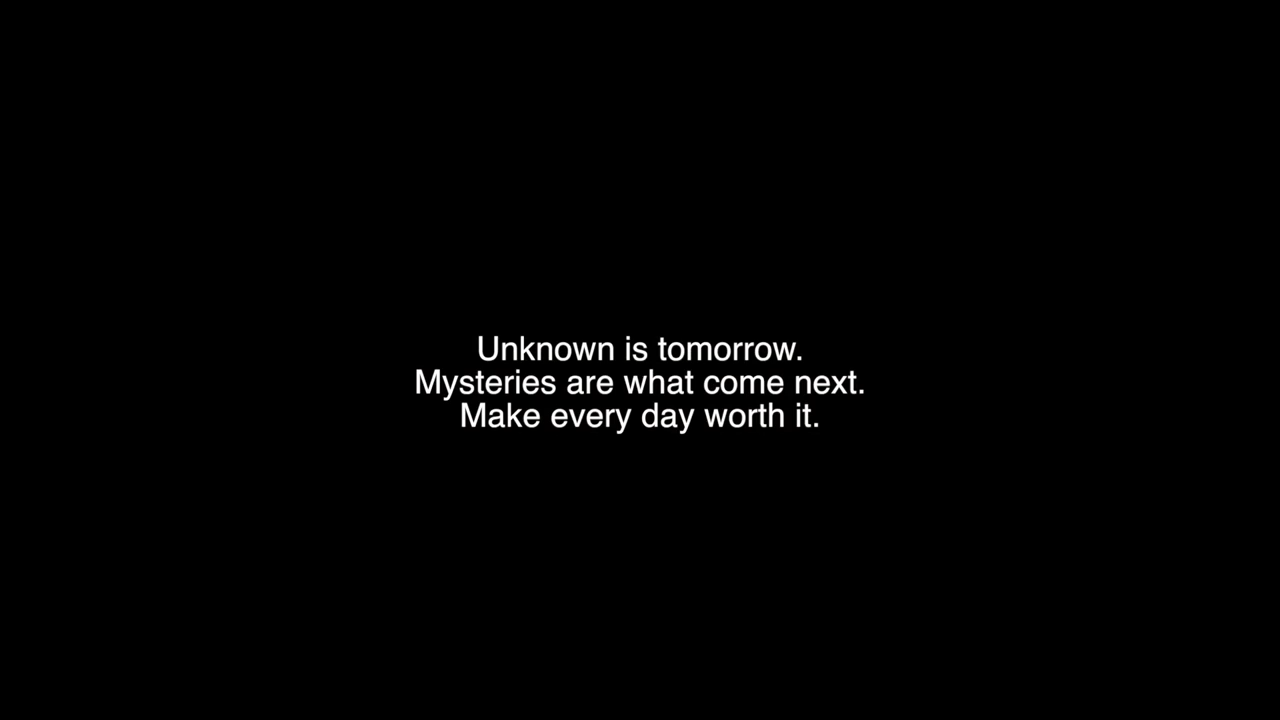 Unknown is tomorrow.
Mysteries are what come next.
Make every day worth it.